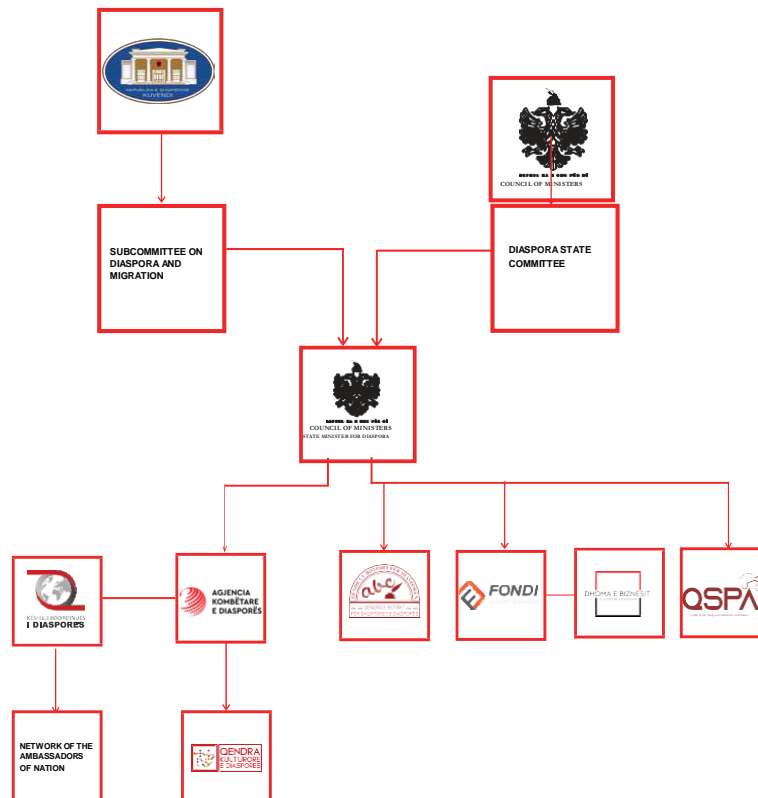 REPUBLIKA E SHQIPËRISË
KUVENDI
COUNCIL OF MINISTERS
SUBCOMMITTEE ON
DIASPORA AND
MIGRATION
DIASPORA STATE
COMMITTEE
COUNCIL OF MINISTERS
STATE MINISTER FOR DIASPORA
I DIASPORËS
AGJENCIA
KOMBËTARE
E DIASPORËS
abc
FONDI
DHOMA E BIZNESIT
QSPA
NETWORK OF THE
AMBASSADORS
OF NATION
QENDRA
KULTURORE
E DIASPORËS